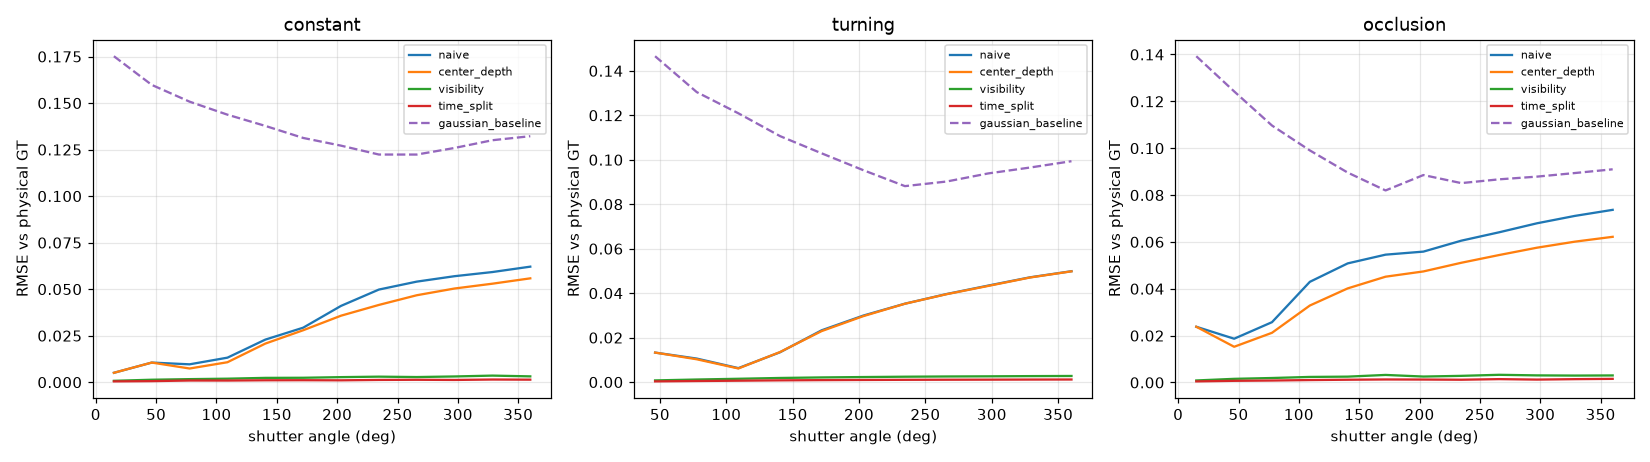 constant
RMSE vs physical GT
0.175
0.150
0.125
0.100
0.075
0.050
0.025
0.000
naive
center_depth
visibility
time_split
gaussian_baseline
0 50 100 150 200 250 300 350
shutter angle (deg)
turning
RMSE vs physical GT
0.14
0.12
0.10
0.08
0.06
0.04
0.02
0.00
naive
center_depth
visibility
time_split
gaussian_baseline
50 100 150 200 250 300 350
shutter angle (deg)
occlusion
RMSE vs physical GT
0.14
0.12
0.10
0.08
0.06
0.04
0.02
0.00
naive
center_depth
visibility
time_split
gaussian_baseline
0 50 100 150 200 250 300 350
shutter angle (deg)